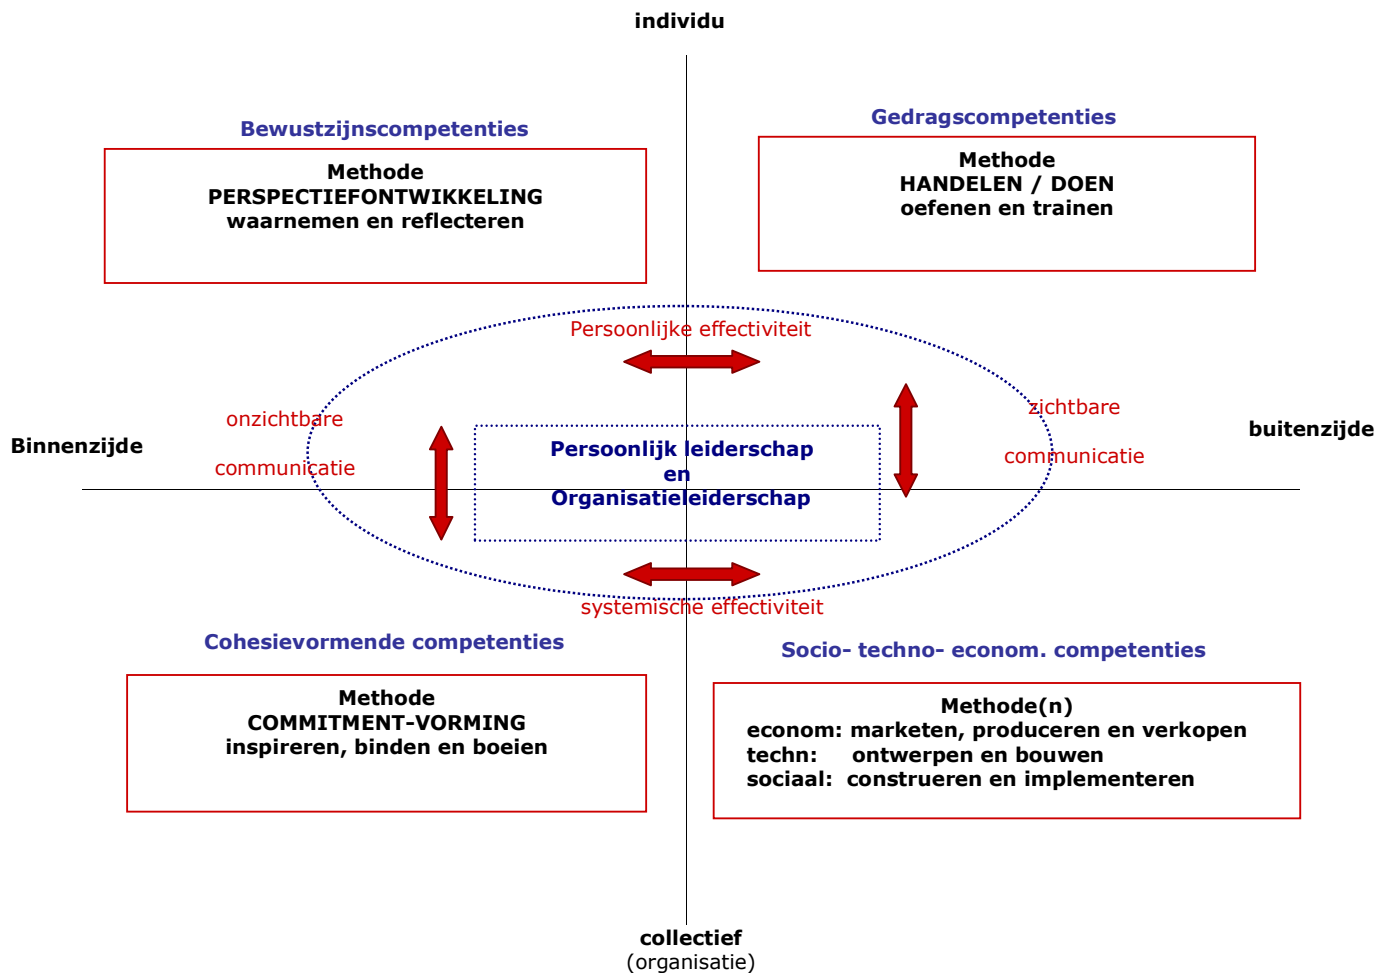 individu
Bewustzijnscompetenties
Methode
PERSPECTIEFONTWIKKELING
waarnemen en reflecteren
Gedragscompetenties
Methode
HANDELEN / DOEN
oefenen en trainen
Persoonlijke effectiviteit
onzichtbare
communicatie
zichtbare
communicatie
Binnenzijde
buitenzijde
Persoonlijk leiderschap
en
Organisatieleiderschap
systemische effectiviteit
Cohesievormende competenties
Methode
COMMITMENT-VORMING
inspireren, binden en boeien
Socio- techno- econom. competenties
Methode(n)
econom: marketen, produceren en verkopen
techn: ontwerpen en bouwen
sociaal: construeren en implementeren
collectief
(organisatie)